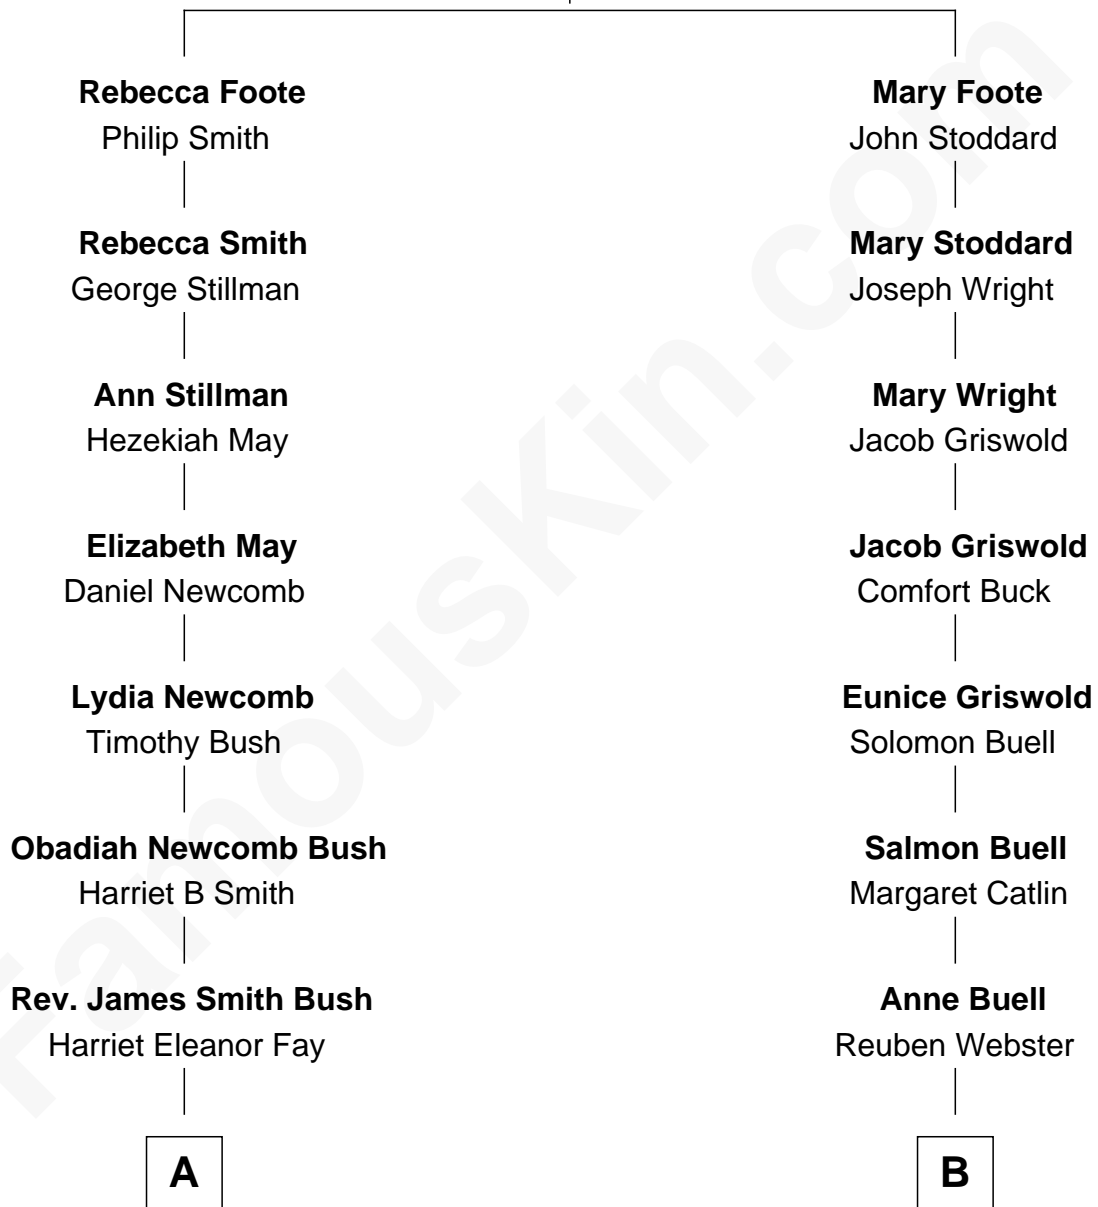 Rebecca Foote
Philip Smith
Mary Foote
John Stoddard
Rebecca Smith
George Stillman
Mary Stoddard
Joseph Wright
Ann Stillman
Hezekiah May
Mary Wright
Jacob Griswold
Elizabeth May
Daniel Newcomb
Jacob Griswold
Comfort Buck
Lydia Newcomb
Timothy Bush
Eunice Griswold
Solomon Buell
Obadiah Newcomb Bush
Harriet B Smith
Salmon Buell
Margaret Catlin
Rev. James Smith Bush
Harriet Eleanor Fay
Anne Buell
Reuben Webster
A
B
FamousKin.com